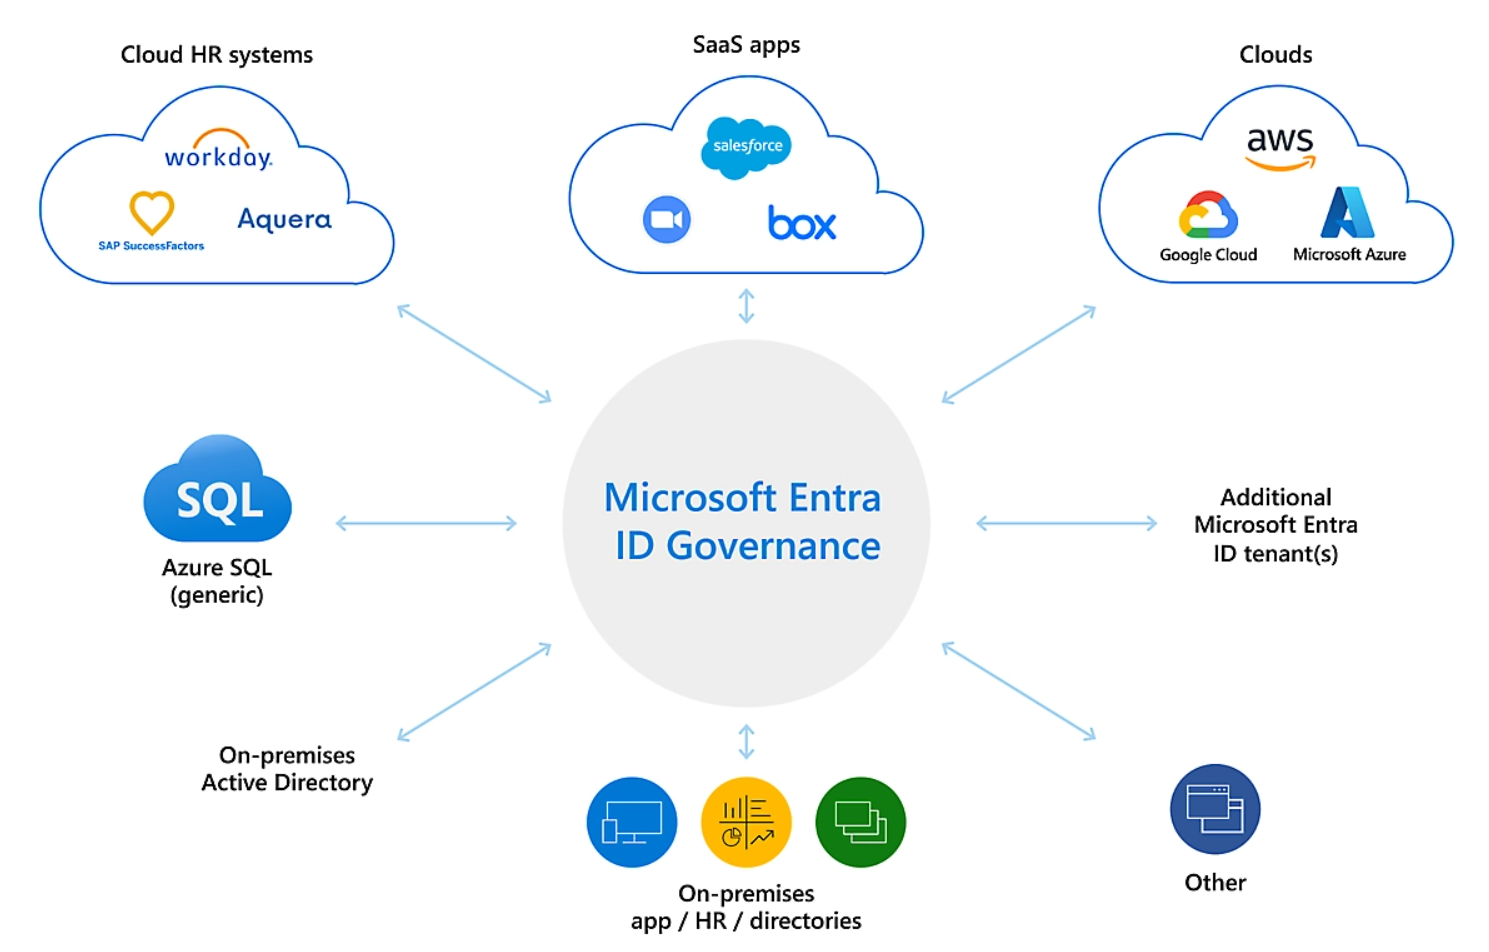 Cloud HR systems
SaaS apps
Clouds
workday.
SAP SuccessFactors
Aquera
salesforce
box
aws
Google Cloud
Microsoft Azure
SQL
Azure SQL
(generic)
Microsoft Entra
ID Governance
Additional
Microsoft Entra
ID tenant(s)
On-premises
Active Directory
On-premises
app / HR / directories
Other